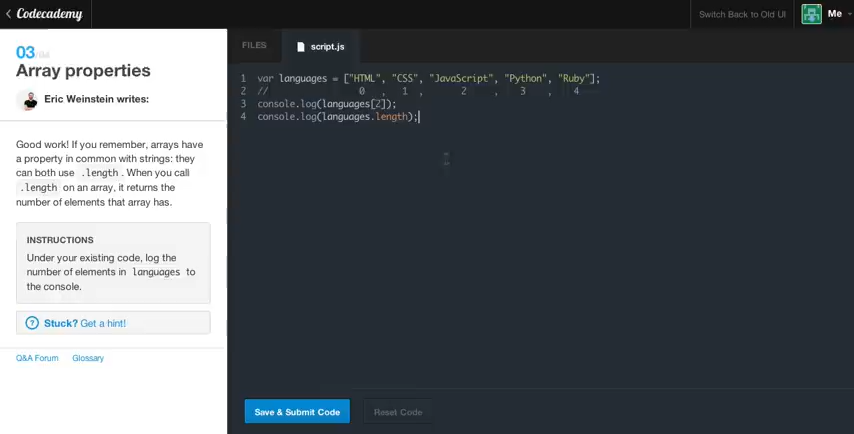 Codecademy
Switch Back to Old UI
Me
03
Array properties
Eric Weinstein writes:
Good work! If you remember, arrays have
a property in common with strings: they
can both use .length. When you call
.length on an array, it returns the
number of elements that array has.
INSTRUCTIONS
Under your existing code, log the
number of elements in languages to
the console.
Stuck? Get a hint!
Q&A Forum Glossary
FILES
script.js
1 var languages = ["HTML", "CSS", "JavaScript", "Python", "Ruby"];
2 // 0 , 1 , 2 , 3 , 4
3 console.log(languages[2]);
4 console.log(languages.length);
Save & Submit Code
Reset Code